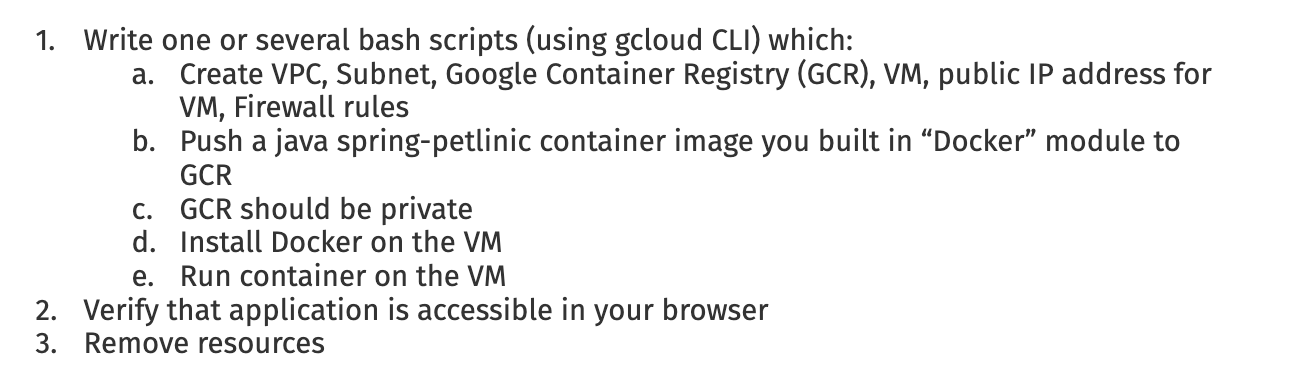 1. Write one or several bash scripts (using gcloud CLI) which:
a. Create VPC, Subnet, Google Container Registry (GCR), VM, public IP address for
VM, Firewall rules
b. Push a java spring-petlinic container image you built in “Docker” module to
GCR
c. GCR should be private
d. Install Docker on the VM
e. Run container on the VM
2. Verify that application is accessible in your browser
3. Remove resources